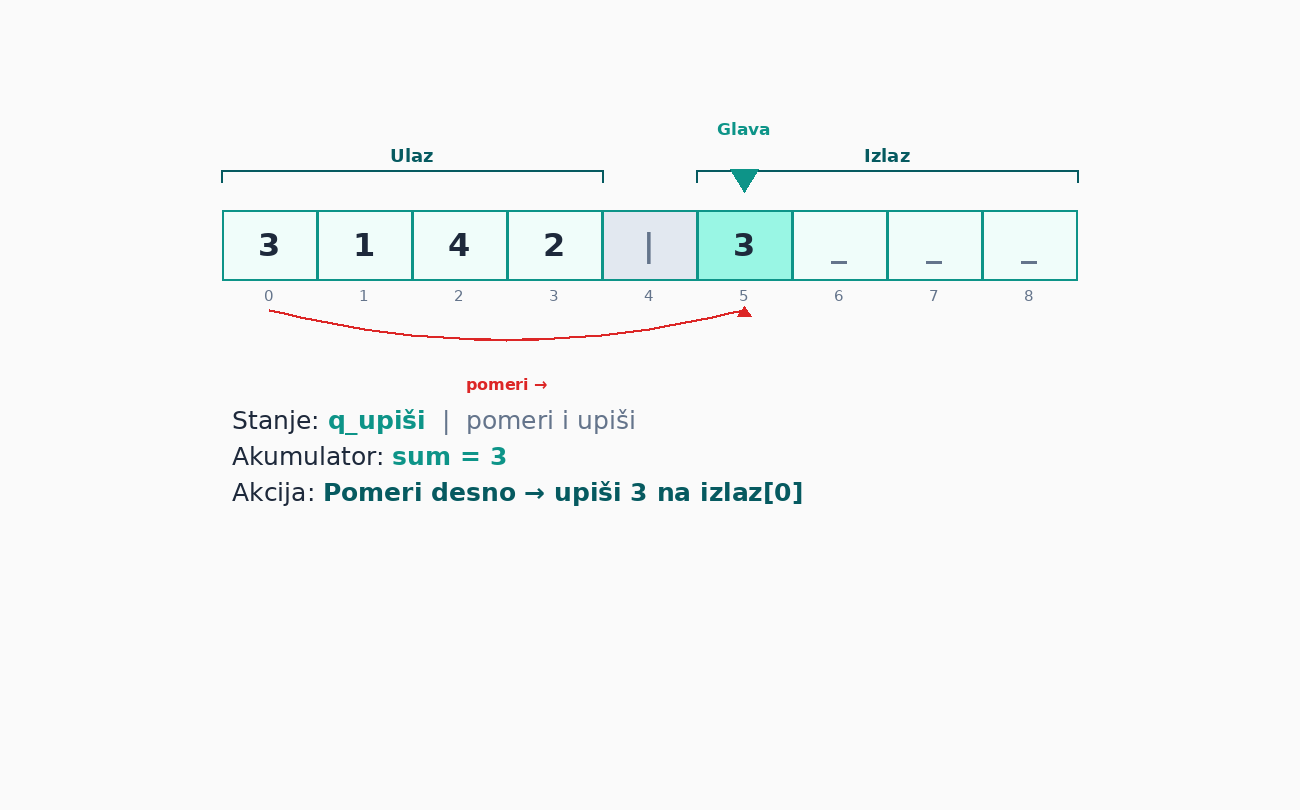 Glava
Ulaz Izlaz
3 1 4 2 | 3 _ _ _
0 1 2 3 4 5 6 7 8
pomeri →
Stanje: q_upiši | pomeri i upiši
Akumulator: sum = 3
Akcija: Pomeri desno → upiši 3 na izlaz[0]